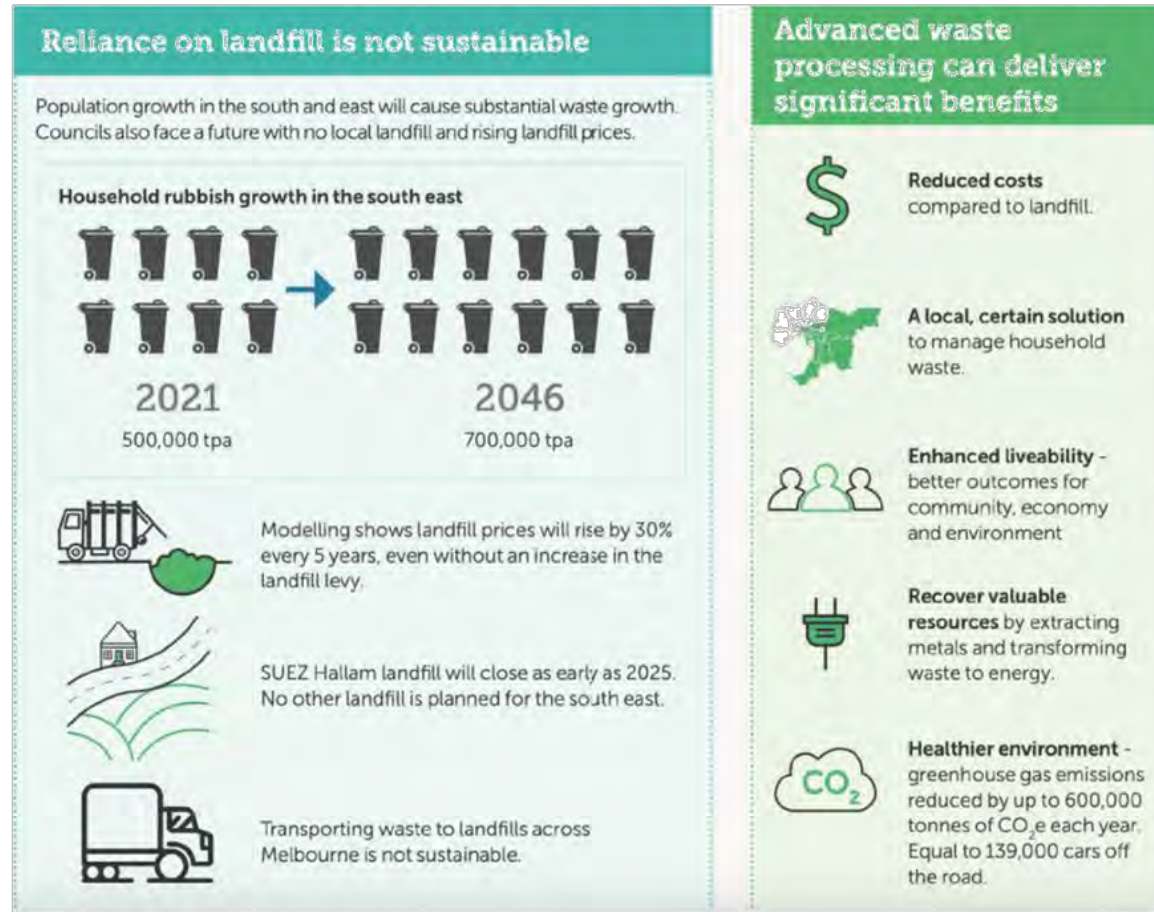 Reliance on landfill is not sustainable
Population growth in the south and east will cause substantial waste growth.
Councils also face a future with no local landfill and rising landfill prices.
Household rubbish growth in the south east
2021
500,000 tpa
2046
700,000 tpa
Modelling shows landfill prices will rise by 30%
every 5 years, even without an increase in the
landfill levy.
SUEZ Hallam landfill will close as early as 2025.
No other landfill is planned for the south east.
Transporting waste to landfills across
Melbourne is not sustainable.
Advanced waste
processing can deliver
significant benefits
Reduced costs
compared to landfill.
A local, certain solution
to manage household
waste.
Enhanced liveability -
better outcomes for
community, economy
and environment
Recover valuable
resources by extracting
metals and transforming
waste to energy.
CO₂
Healthier environment -
greenhouse gas emissions
reduced by up to 600,000
tonnes of CO₂e each year.
Equal to 139,000 cars off
the road.